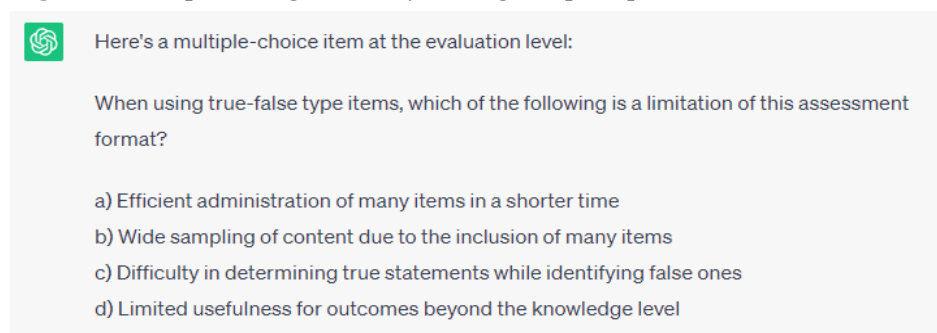 Here's a multiple-choice item at the evaluation level:
When using true-false type items, which of the following is a limitation of this assessment
format?
a) Efficient administration of many items in a shorter time
b) Wide sampling of content due to the inclusion of many items
c) Difficulty in determining true statements while identifying false ones
d) Limited usefulness for outcomes beyond the knowledge level